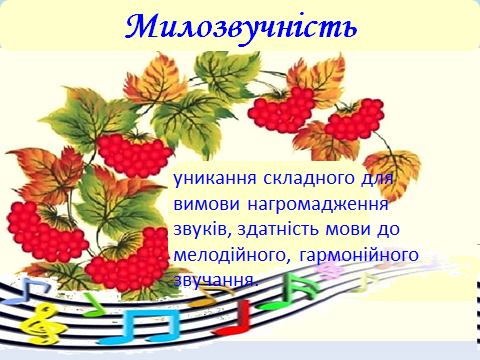 Милозвучність
уникання складного для
вимови нагромадження
звуків, здатність мови до
мелодійного, гармонійного
звучання.